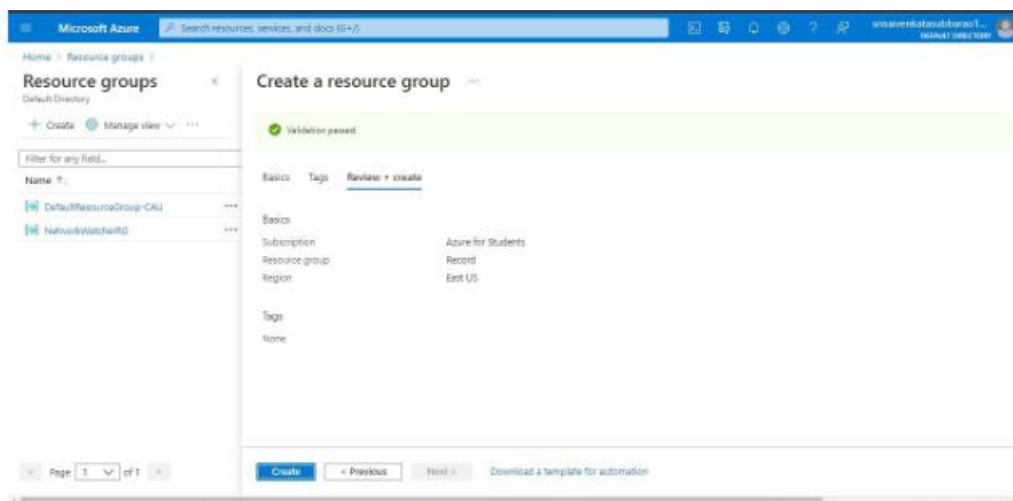 Microsoft Azure
Search resources, services, and docs (G+/)
DEFAULT DIRECTORY
Home > Resource groups >
Resource groups
Default Directory
+ Create
Manage view
Filter for any field...
Name ↑↓
DefaultResourceGroup-CAU
NetworkWatcherRG
Page 1 of 1
Create a resource group
Validation passed.
Basics Tags Review + create
Basics
Subscription Azure for Students
Resource group Record
Region East US
Tags
None
Create
< Previous
Next >
Download a template for automation